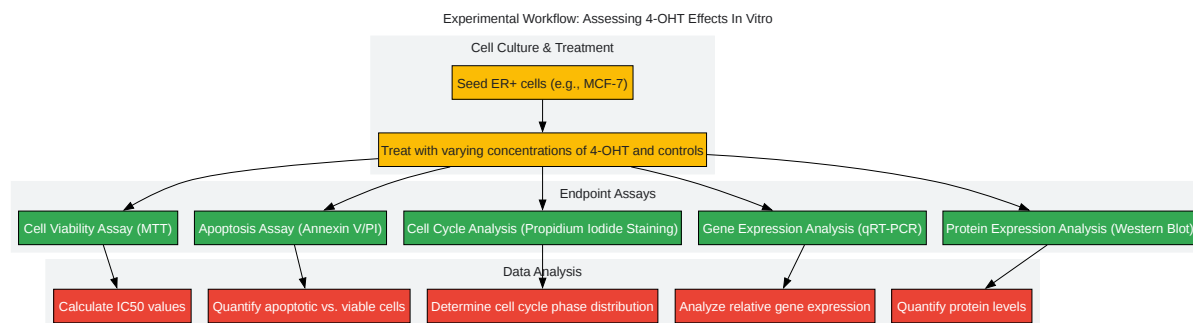 Experimental Workflow: Assessing 4-OHT Effects In Vitro
Cell Culture & Treatment
Seed ER+ cells (e.g., MCF-7)
Treat with varying concentrations of 4-OHT and controls
Endpoint Assays
Cell Viability Assay (MTT)
Apoptosis Assay (Annexin V/PI)
Cell Cycle Analysis (Propidium Iodide Staining)
Gene Expression Analysis (qRT-PCR)
Protein Expression Analysis (Western Blot)
Data Analysis
Calculate IC50 values
Quantify apoptotic vs. viable cells
Determine cell cycle phase distribution
Analyze relative gene expression
Quantify protein levels